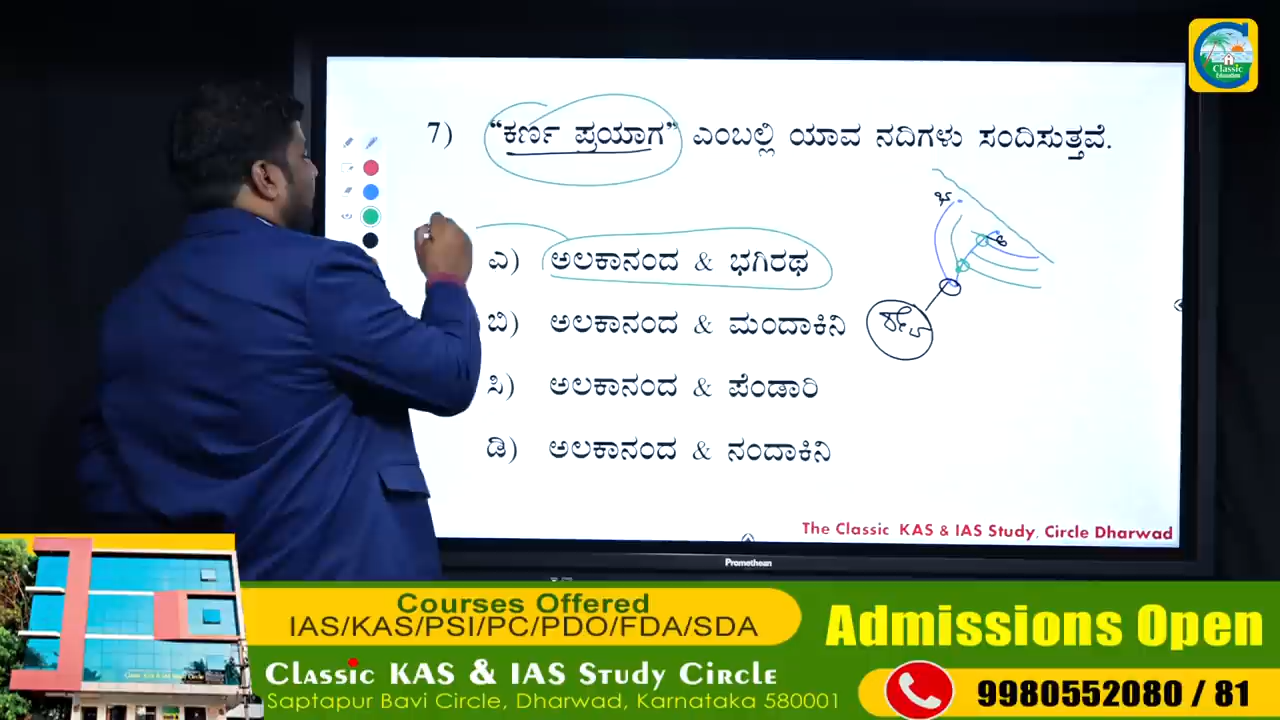 Classic
Education
7) “ಕರ್ಣ ಪ್ರಯಾಗ” ಎಂಬಲ್ಲಿ ಯಾವ ನದಿಗಳು ಸಂದಿಸುತ್ತವೆ.
ಎ) ಅಲಕಾನಂದ & ಭಗಿರಥ
ಬಿ) ಅಲಕಾನಂದ & ಮಂದಾಕಿನಿ
ಸಿ) ಅಲಕಾನಂದ & ಪೆಂಡಾರಿ
ಡಿ) ಅಲಕಾನಂದ & ನಂದಾಕಿನಿ
The Classic KAS & IAS Study, Circle Dharwad
Promethean
Courses Offered
IAS/KAS/PSI/PC/PDO/FDA/SDA
Classic KAS & IAS Study Circle
Saptapur Bavi Circle, Dharwad, Karnataka 580001
Admissions Open
9980552080 / 81